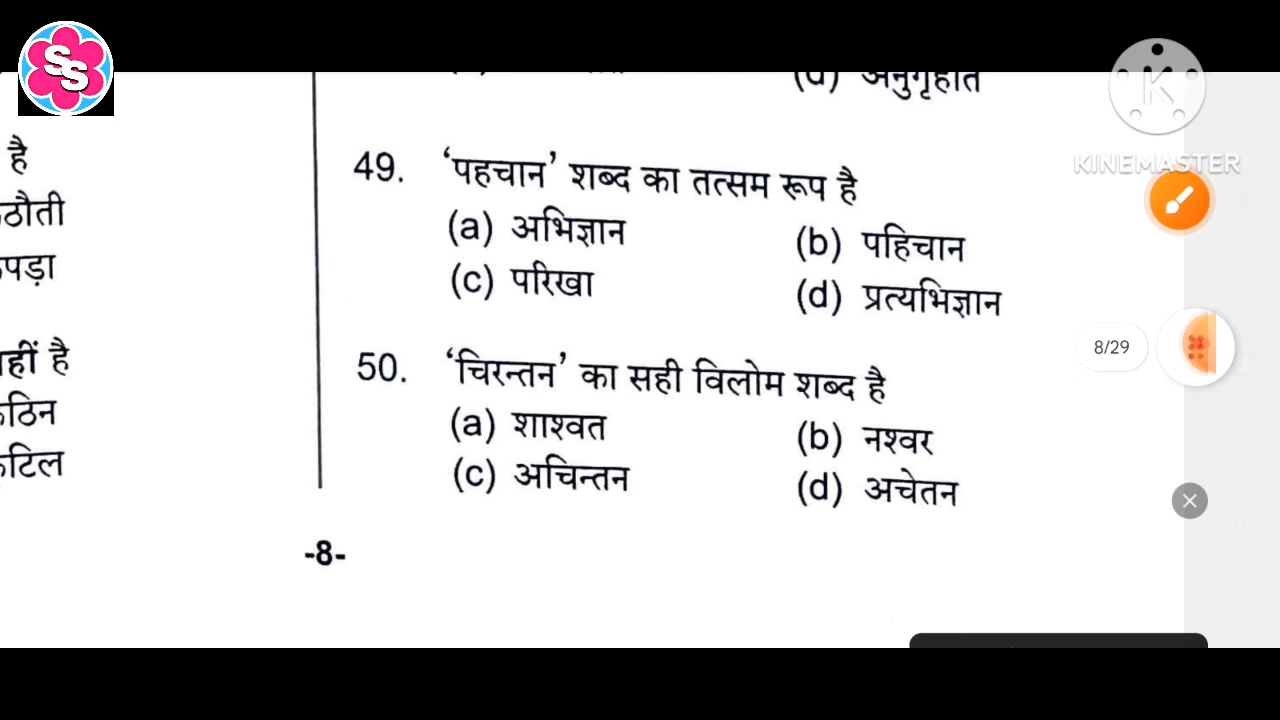 SS
KINEMASTER
है
ठौती
पड़ा
हीं है
ठिन
टिल
(d) अनुगृहीत
49. ‘पहचान’ शब्द का तत्सम रूप है
(a) अभिज्ञान (b) पहिचान
(c) परिखा (d) प्रत्यभिज्ञान
50. ‘चिरन्तन’ का सही विलोम शब्द है
(a) शाश्वत (b) नश्वर
(c) अचिन्तन (d) अचेतन
8/29
-8-